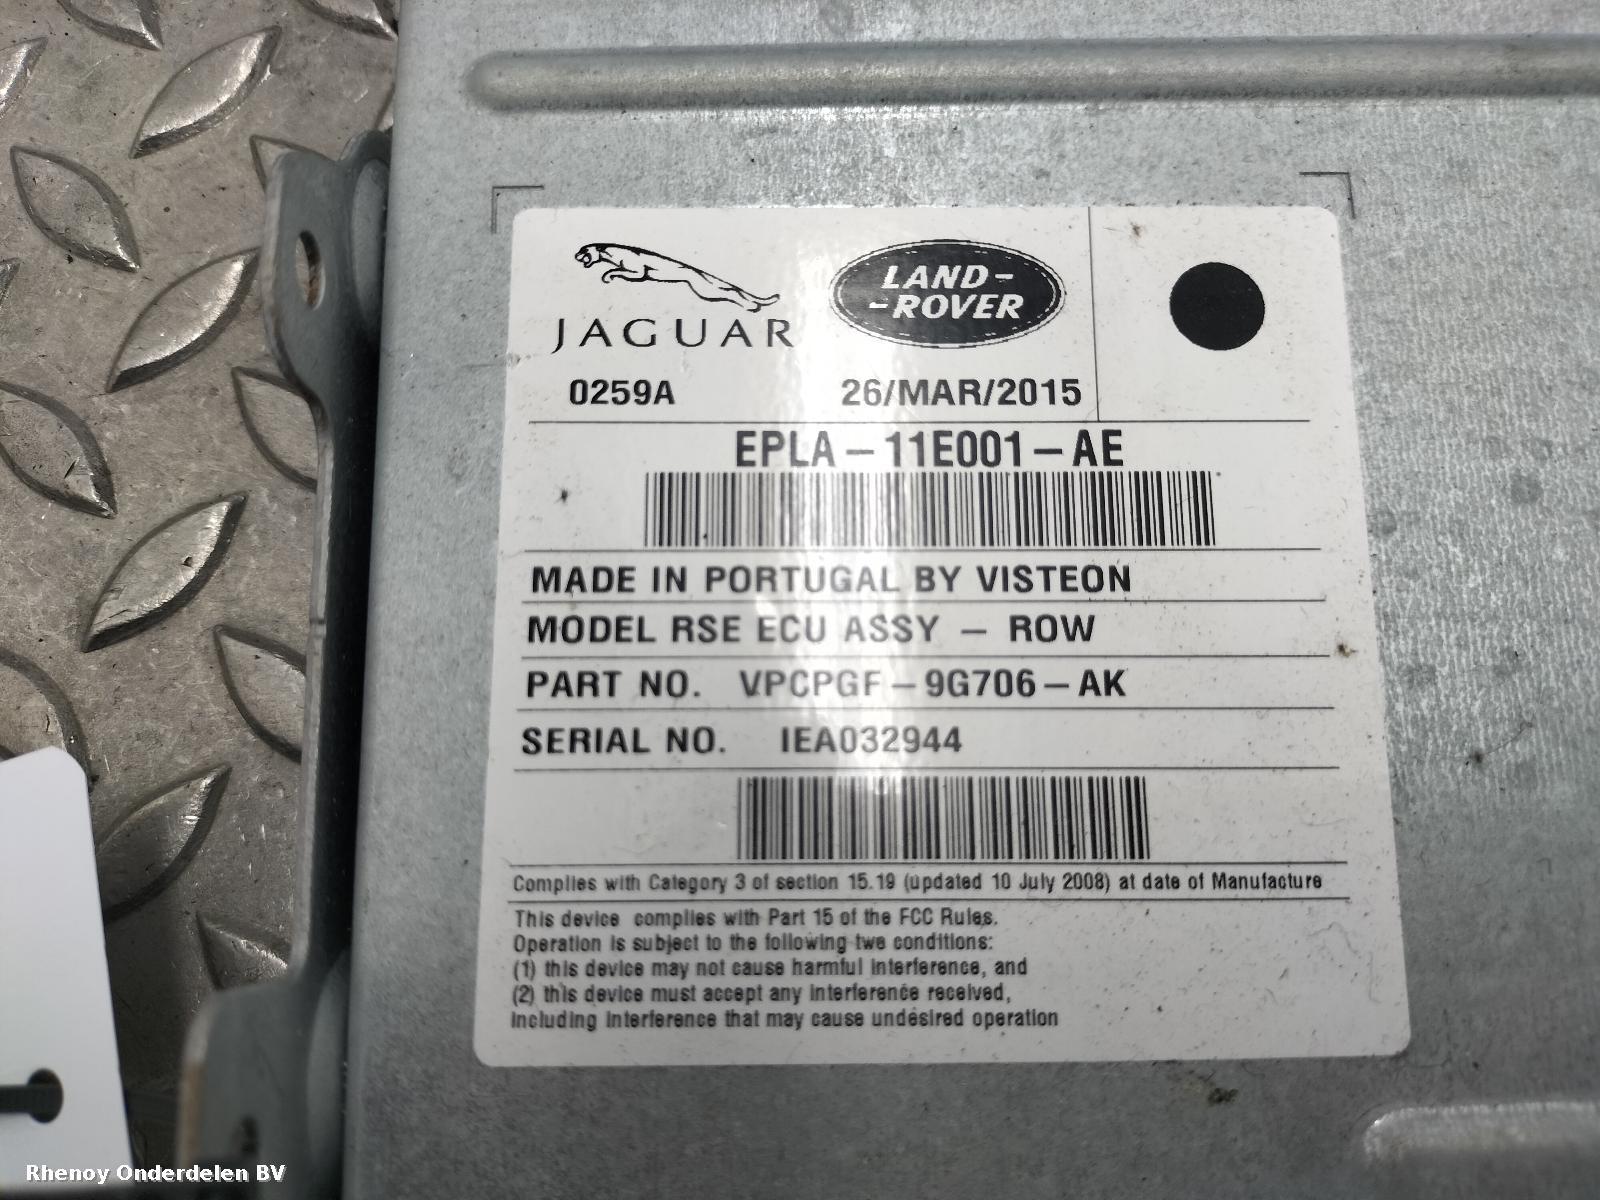 JAGUAR
LAND-
-ROVER
0259A 26/MAR/2015
EPLA-11E001-AE
MADE IN PORTUGAL BY VISTEON
MODEL RSE ECU ASSY - ROW
PART NO. VPCPGF-9G706-AK
SERIAL NO. IEA032944
Complies with Category 3 of section 15.19 (updated 10 July 2008) at date of Manufacture
This device complies with Part 15 of the FCC Rules.
Operation is subject to the following two conditions:
(1) this device may not cause harmful interference, and
(2) this device must accept any interference received,
including interference that may cause undesired operation
Rhenoy Onderdelen BV